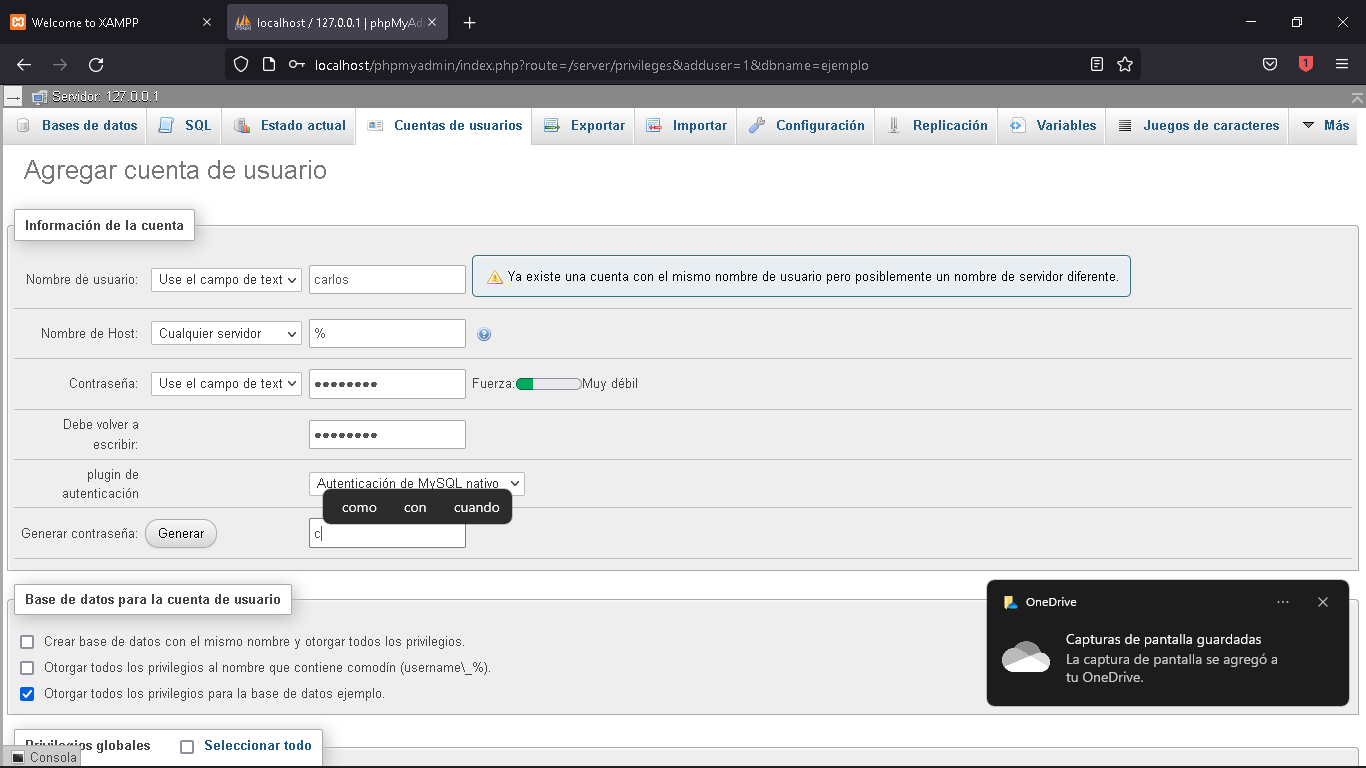 Welcome to XAMPP
localhost / 127.0.0.1 | phpMyAd
localhost/phpmyadmin/index.php?route=/server/privileges&adduser=1&dbname=ejemplo
1
Servidor: 127.0.0.1
Bases de datos SQL Estado actual Cuentas de usuarios Exportar Importar Configuración Replicación Variables Juegos de caracteres Más
Agregar cuenta de usuario
Información de la cuenta
Nombre de usuario: Use el campo de text carlos Ya existe una cuenta con el mismo nombre de usuario pero posiblemente un nombre de servidor diferente.
Nombre de Host: Cualquier servidor %
Contraseña: Use el campo de text •••••••• Fuerza: Muy débil
Debe volver a
escribir: ••••••••
plugin de
autenticación Autenticación de MySQL nativo
como con cuando
Generar contraseña: Generar c
Base de datos para la cuenta de usuario
Crear base de datos con el mismo nombre y otorgar todos los privilegios.
Otorgar todos los privilegios al nombre que contiene comodín (username\_%).
Otorgar todos los privilegios para la base de datos ejemplo.
OneDrive
Capturas de pantalla guardadas
La captura de pantalla se agregó a
tu OneDrive.
Privilegios globales Seleccionar todo
Consola